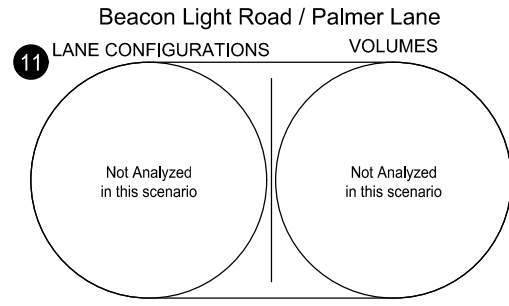 Beacon Light Road / Palmer Lane
11 LANE CONFIGURATIONS VOLUMES
Not Analyzed
in this scenario
Not Analyzed
in this scenario